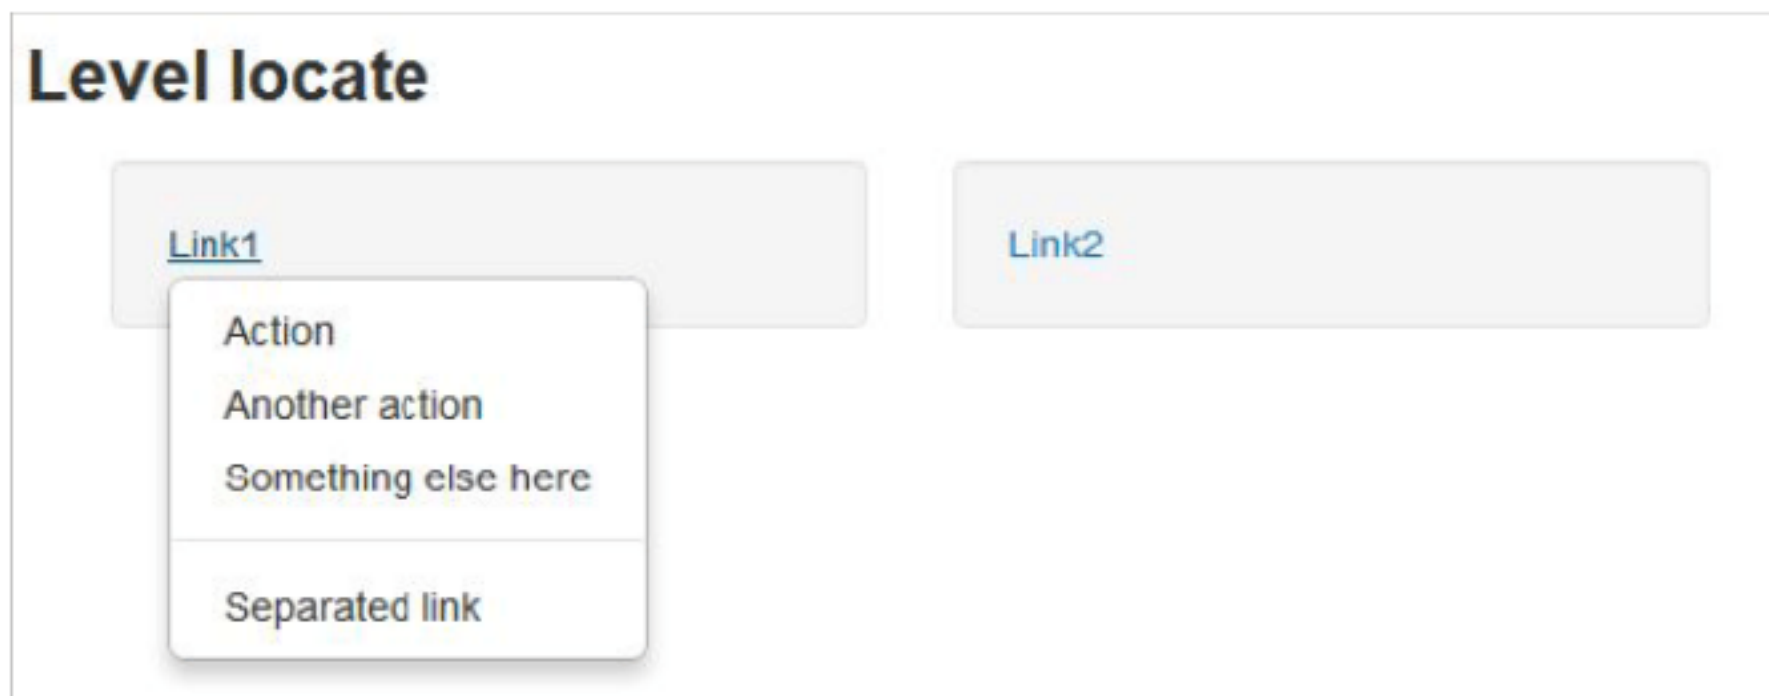 Level locate
Link1
Link2
Action
Another action
Something else here
Separated link